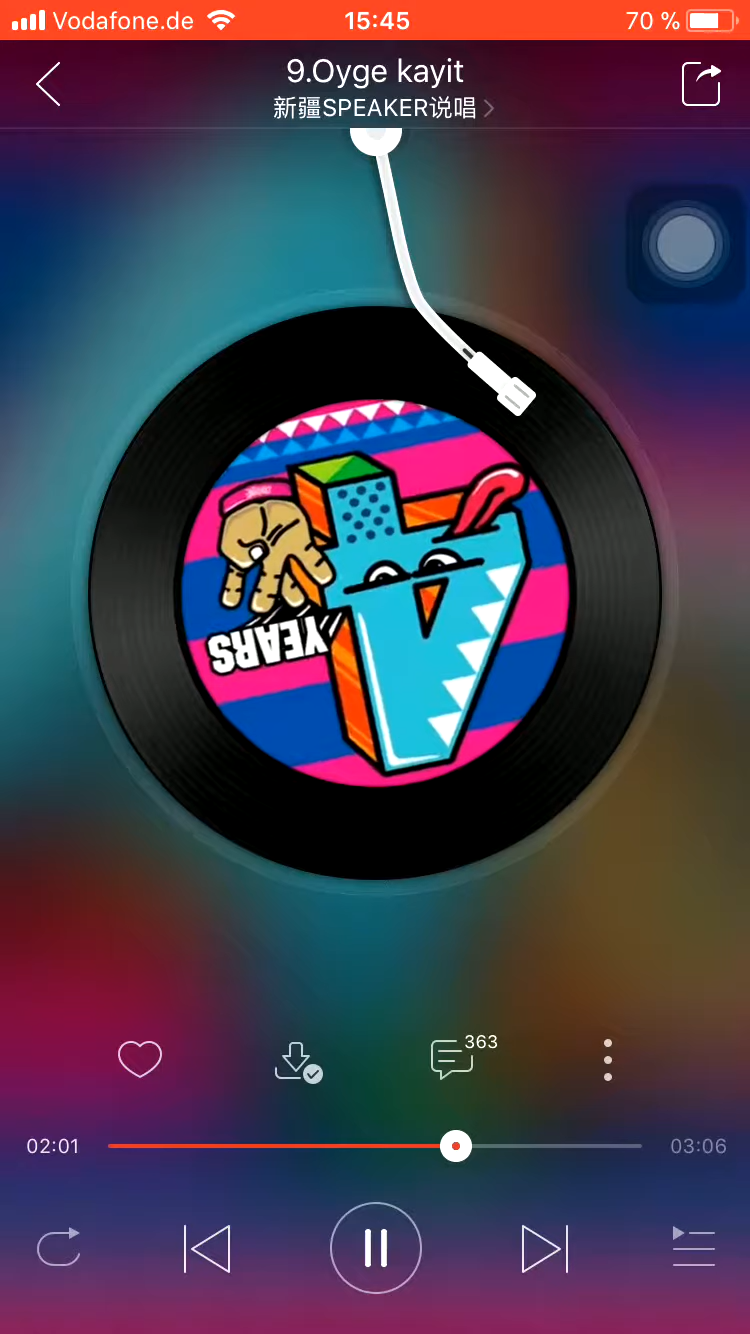 Vodafone.de 15:45 70 %
9.Oyge kayit
新疆SPEAKER说唱
YEARS
363
02:01 03:06